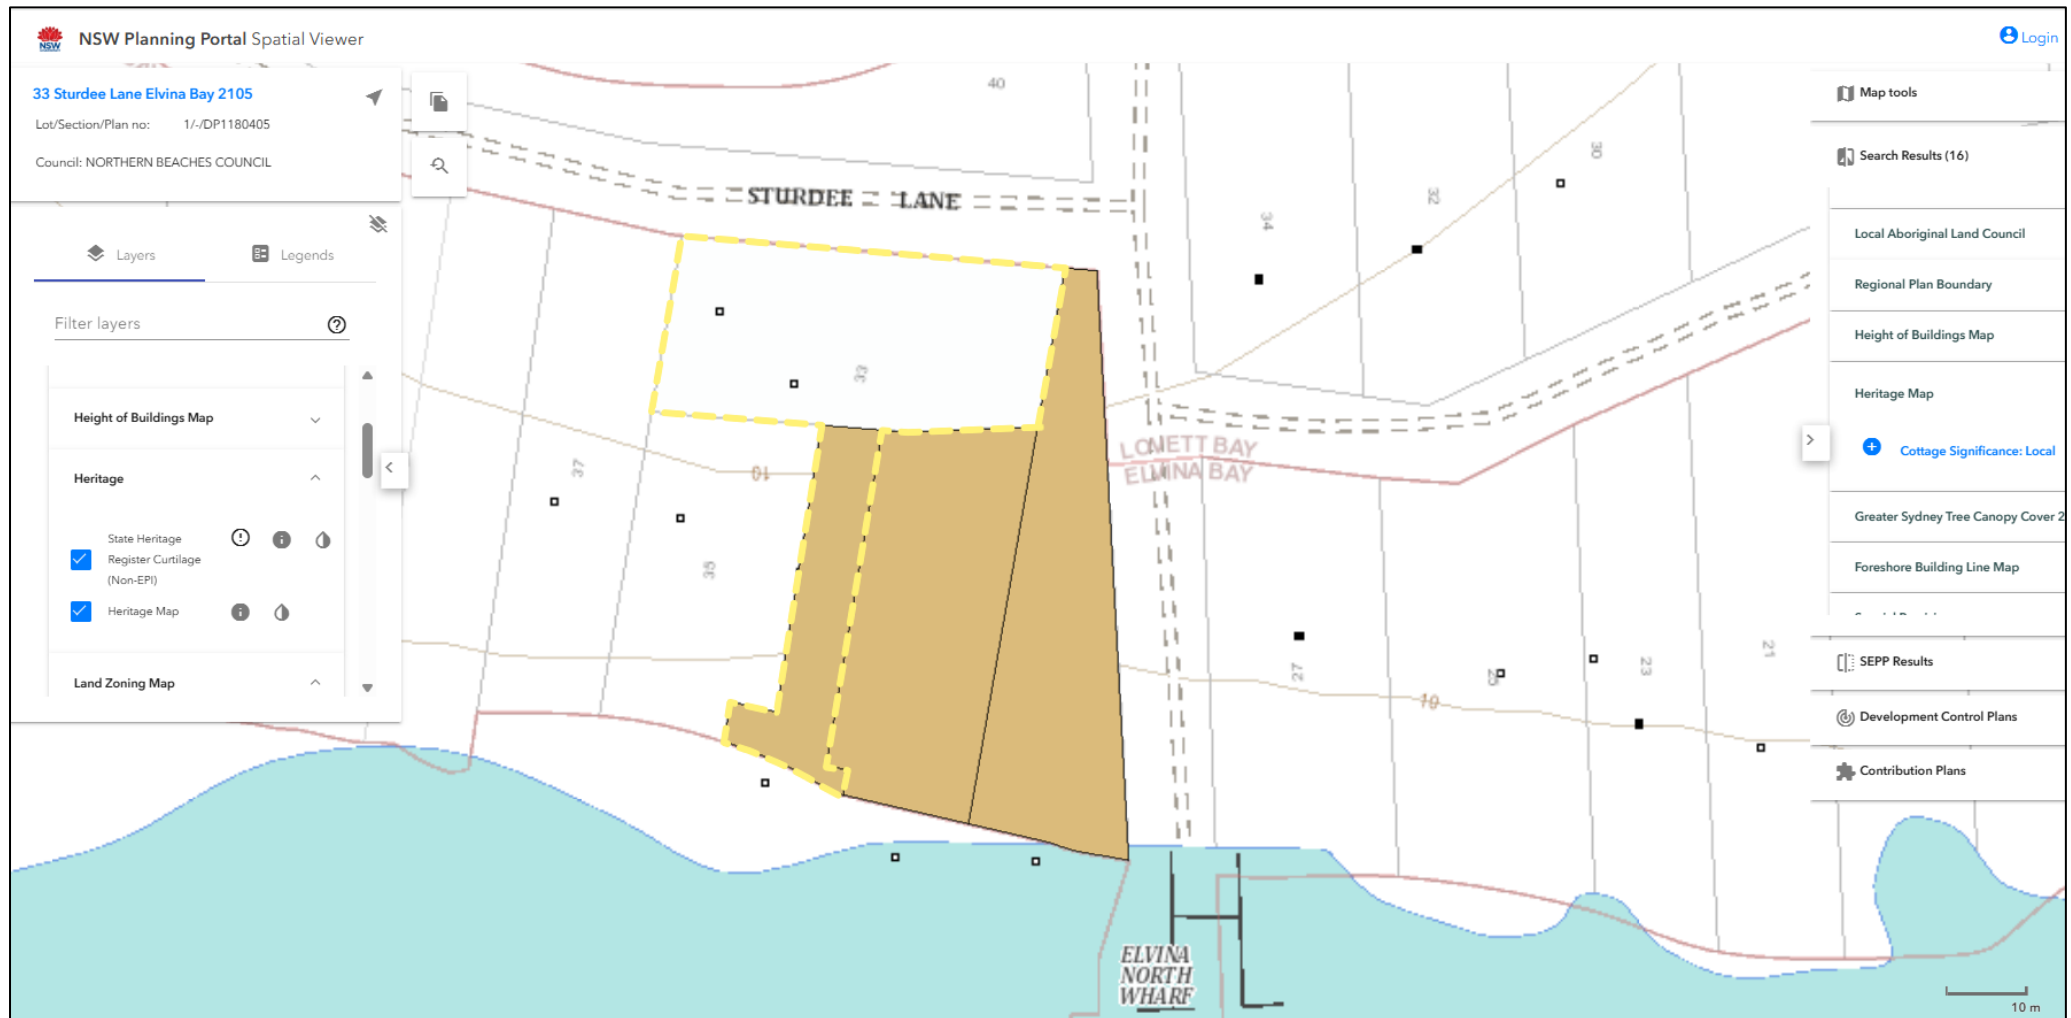 NSW
NSW Planning Portal Spatial Viewer
Login
33 Sturdee Lane Elvina Bay 2105
Lot/Section/Plan no: 1/-/DP1180405
Council: NORTHERN BEACHES COUNCIL
Layers
Legends
Filter layers
Height of Buildings Map
Heritage
State Heritage
Register Curtilage
(Non-EPI)
Heritage Map
Land Zoning Map
40
STURDEE LANE
30
32
34
33
LOVETT BAY
ELVINA BAY
10
37
35
27
25
23
21
10
ELVINA
NORTH
WHARF
Map tools
Search Results (16)
Local Aboriginal Land Council
Regional Plan Boundary
Height of Buildings Map
Heritage Map
Cottage Significance: Local
Greater Sydney Tree Canopy Cover 2
Foreshore Building Line Map
SEPP Results
Development Control Plans
Contribution Plans
10 m